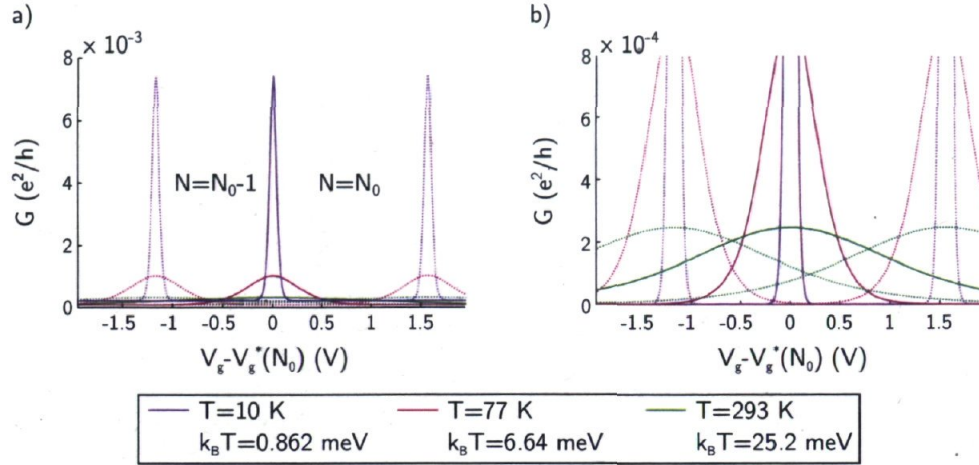 a)
× 10⁻³
8
6
4
2
0
G (e²/h)
N=N₀-1
N=N₀
-1.5 -1 -0.5 0 0.5 1 1.5
V_g-V_g*(N₀) (V)
b)
× 10⁻⁴
8
6
4
2
0
G (e²/h)
-1.5 -1 -0.5 0 0.5 1 1.5
V_g-V_g*(N₀) (V)
T=10 K T=77 K T=293 K
k_BT=0.862 meV k_BT=6.64 meV k_BT=25.2 meV